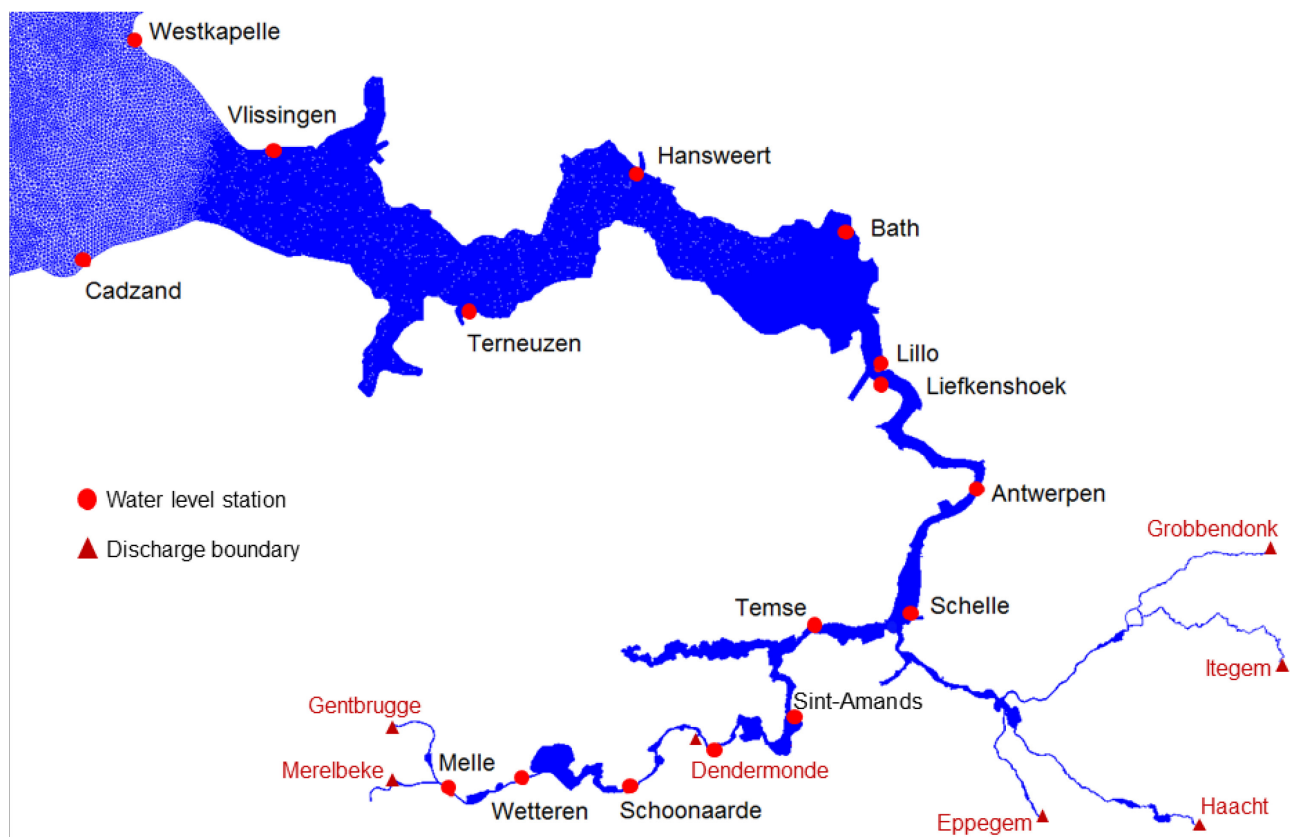 Westkapelle
Vlissingen
Hansweert
Bath
Cadzand
Terneuzen
Lillo
Liefkenshoek
Antwerpen
Water level station
Discharge boundary
Grobbendonk
Temse
Schelle
Itegem
Sint-Amands
Gentbrugge
Melle
Merelbeke
Dendermonde
Wetteren
Schoonaarde
Eppegem
Haacht